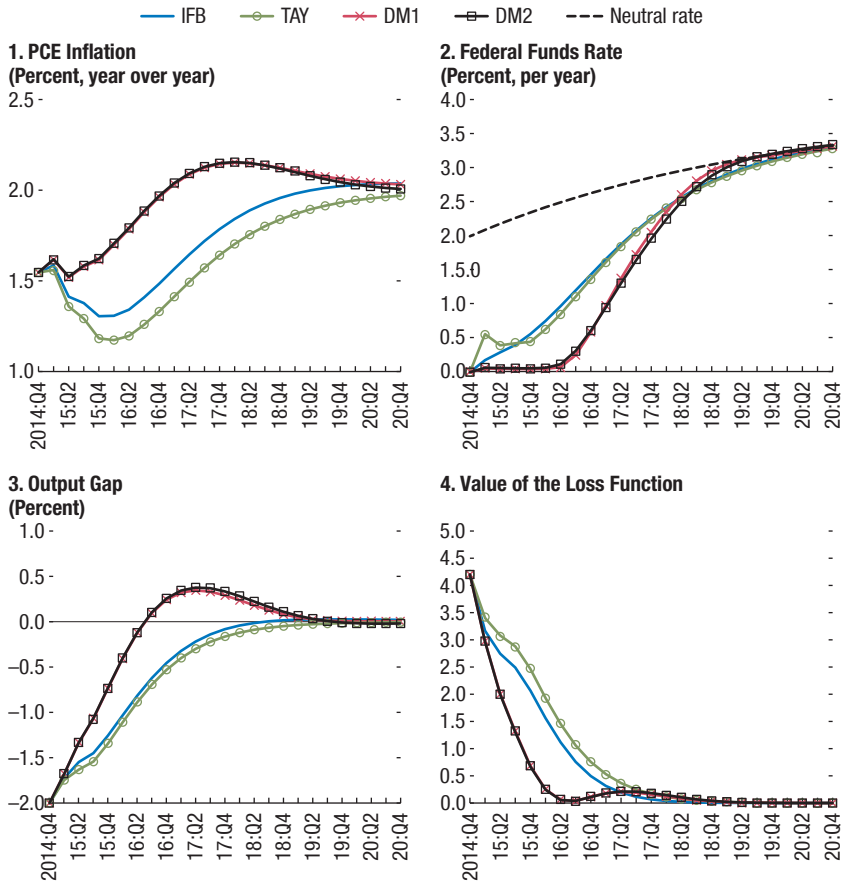 IFB TAY DM1 DM2 Neutral rate
1. PCE Inflation
(Percent, year over year)
2.5
2.0
1.5
1.0
2014:Q4 15:Q2 15:Q4 16:Q2 16:Q4 17:Q2 17:Q4 18:Q2 18:Q4 19:Q2 19:Q4 20:Q2 20:Q4
2. Federal Funds Rate
(Percent, per year)
4.0
3.5
3.0
2.5
2.0
1.5.0
1.0
0.5
0.0
2014:Q4 15:Q2 15:Q4 16:Q2 16:Q4 17:Q2 17:Q4 18:Q2 18:Q4 19:Q2 19:Q4 20:Q2 20:Q4
3. Output Gap
(Percent)
1.0
0.5
0.0
–0.5
–1.0
–1.5
–2.0
2014:Q4 15:Q2 15:Q4 16:Q2 16:Q4 17:Q2 17:Q4 18:Q2 18:Q4 19:Q2 19:Q4 20:Q2 20:Q4
4. Value of the Loss Function
5.0
4.5
4.0
3.5
3.0
2.5
2.0
1.5
1.0
0.5
0.0
2014:Q4 15:Q2 15:Q4 16:Q2 16:Q4 17:Q2 17:Q4 18:Q2 18:Q4 19:Q2 19:Q4 20:Q2 20:Q4